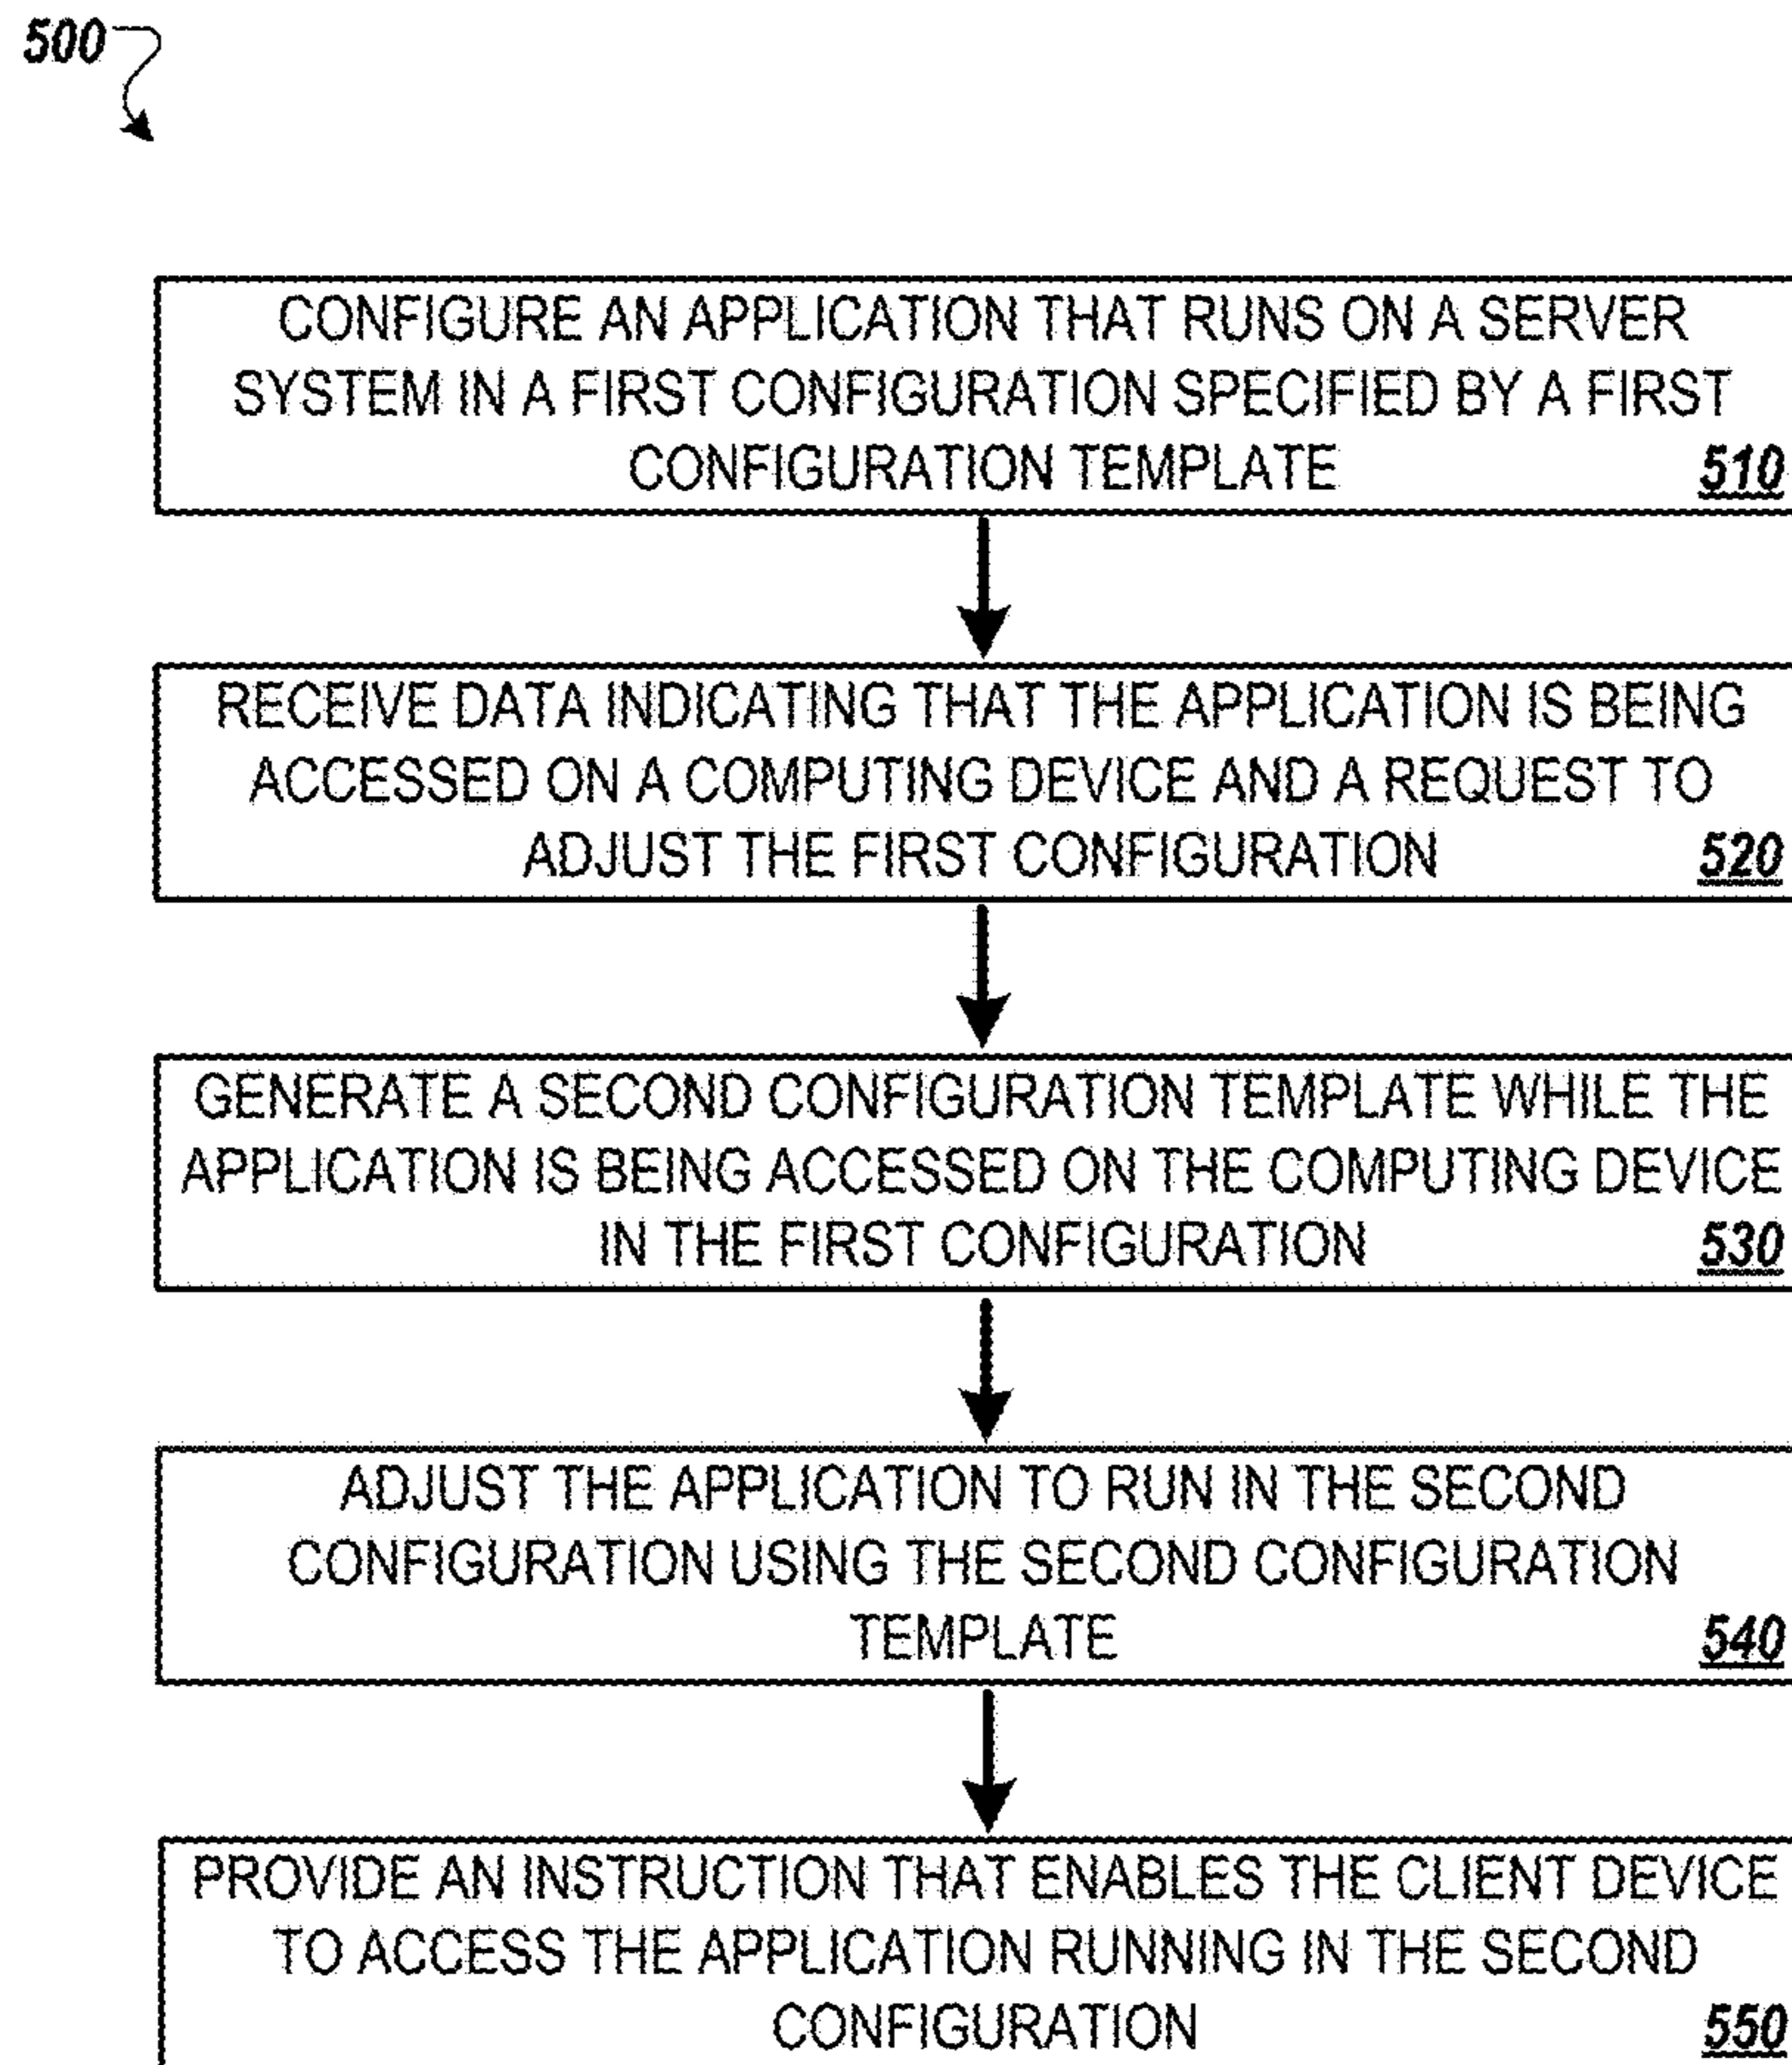 500
CONFIGURE AN APPLICATION THAT RUNS ON A SERVER
SYSTEM IN A FIRST CONFIGURATION SPECIFIED BY A FIRST
CONFIGURATION TEMPLATE 510
RECEIVE DATA INDICATING THAT THE APPLICATION IS BEING
ACCESSED ON A COMPUTING DEVICE AND A REQUEST TO
ADJUST THE FIRST CONFIGURATION 520
GENERATE A SECOND CONFIGURATION TEMPLATE WHILE THE
APPLICATION IS BEING ACCESSED ON THE COMPUTING DEVICE
IN THE FIRST CONFIGURATION 530
ADJUST THE APPLICATION TO RUN IN THE SECOND
CONFIGURATION USING THE SECOND CONFIGURATION
TEMPLATE 540
PROVIDE AN INSTRUCTION THAT ENABLES THE CLIENT DEVICE
TO ACCESS THE APPLICATION RUNNING IN THE SECOND
CONFIGURATION 550